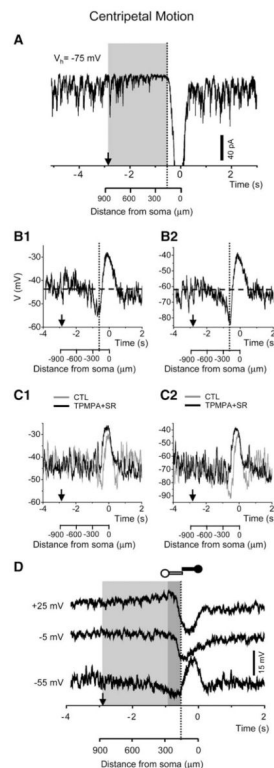 Centripetal Motion
A
Vh= -75 mV
40 pA
-4 -2 0 2
Time (s)
900 600 300 0
Distance from soma (µm)
B1 B2
V (mV)
-30
-40
-50
-60
-4 -2 0 2
Time (s)
-900 -600 -300 0
Distance from soma (µm)
-40
-50
-60
-70
-80
-4 -2 0 2
Time (s)
-900 -600 -300 0
Distance from soma (µm)
C1 C2
CTL
TPMPA+SR
-30
-40
-50
-60
-4 -2 0 2
Time (s)
-900 -600 -300 0
Distance from soma (µm)
CTL
TPMPA+SR
-40
-50
-60
-70
-80
-90
-4 -2 0 2
Time (s)
-900 -600 -300 0
Distance from soma (µm)
D
+25 mV
-5 mV
-55 mV
15 mV
-4 -2 0 2
Time (s)
900 600 300 0
Distance from soma (µm)